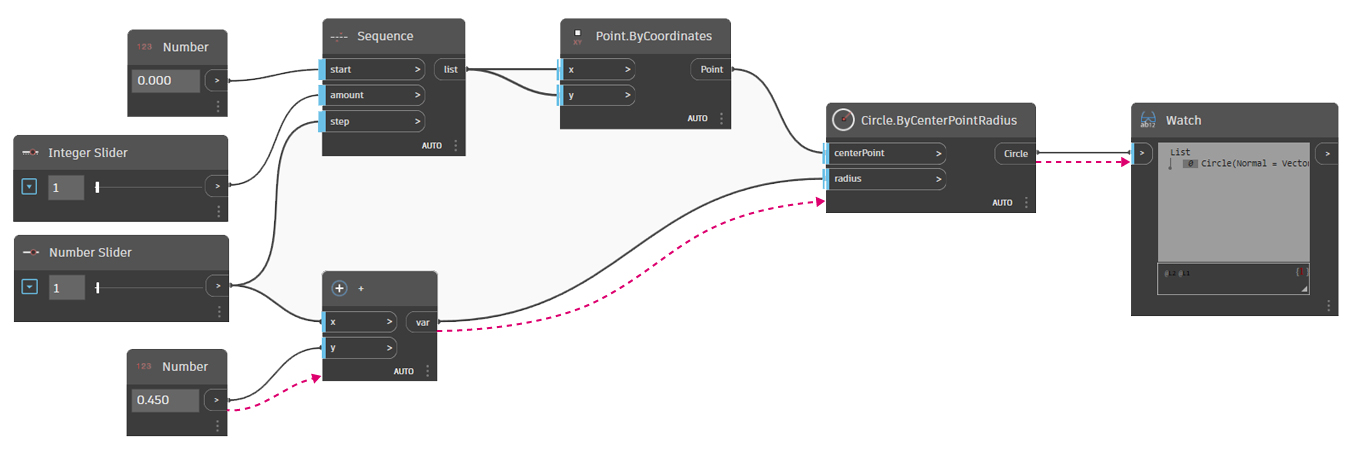 123 Number
0.000 >
Integer Slider
1 >
Number Slider
1 >
123 Number
0.450 >
Sequence
start > list
amount >
step >
AUTO
+
x > var
y >
AUTO
XY Point.ByCoordinates
x > Point
y >
AUTO
Circle.ByCenterPointRadius
centerPoint > Circle
radius >
AUTO
ab12 Watch
> List >
0 Circle(Normal = Vecto
@L2 @L1 {1}